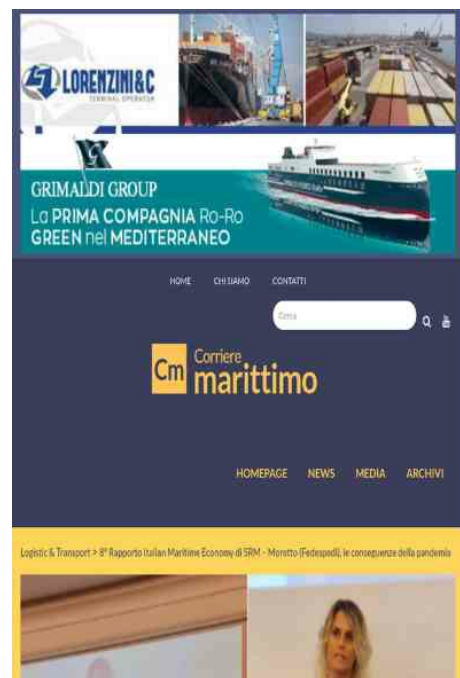 LORENZINI&C
TERMINAL OPERATOR
GRIMALDI GROUP
La PRIMA COMPAGNIA Ro-Ro
GREEN nel MEDITERRANEO
HOME CHI SIAMO CONTATTI
Cerca
Cm Corriere
marittimo
HOMEPAGE NEWS MEDIA ARCHIVI
Logistic & Transport > 8° Rapporto Italian Maritime Economy di SRM - Morotto (Fedespedi), le conseguenze della pandemia